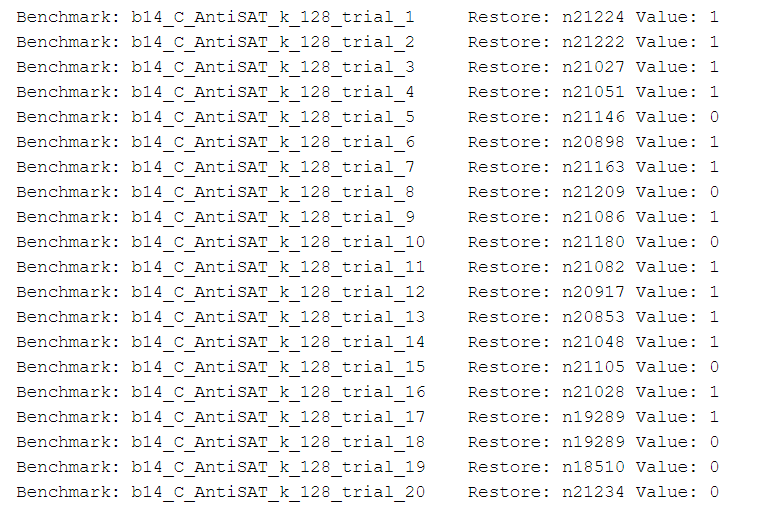 Benchmark: b14_C_AntiSAT_k_128_trial_1 Restore: n21224 Value: 1
Benchmark: b14_C_AntiSAT_k_128_trial_2 Restore: n21222 Value: 1
Benchmark: b14_C_AntiSAT_k_128_trial_3 Restore: n21027 Value: 1
Benchmark: b14_C_AntiSAT_k_128_trial_4 Restore: n21051 Value: 1
Benchmark: b14_C_AntiSAT_k_128_trial_5 Restore: n21146 Value: 0
Benchmark: b14_C_AntiSAT_k_128_trial_6 Restore: n20898 Value: 1
Benchmark: b14_C_AntiSAT_k_128_trial_7 Restore: n21163 Value: 1
Benchmark: b14_C_AntiSAT_k_128_trial_8 Restore: n21209 Value: 0
Benchmark: b14_C_AntiSAT_k_128_trial_9 Restore: n21086 Value: 1
Benchmark: b14_C_AntiSAT_k_128_trial_10 Restore: n21180 Value: 0
Benchmark: b14_C_AntiSAT_k_128_trial_11 Restore: n21082 Value: 1
Benchmark: b14_C_AntiSAT_k_128_trial_12 Restore: n20917 Value: 1
Benchmark: b14_C_AntiSAT_k_128_trial_13 Restore: n20853 Value: 1
Benchmark: b14_C_AntiSAT_k_128_trial_14 Restore: n21048 Value: 1
Benchmark: b14_C_AntiSAT_k_128_trial_15 Restore: n21105 Value: 0
Benchmark: b14_C_AntiSAT_k_128_trial_16 Restore: n21028 Value: 1
Benchmark: b14_C_AntiSAT_k_128_trial_17 Restore: n19289 Value: 1
Benchmark: b14_C_AntiSAT_k_128_trial_18 Restore: n19289 Value: 0
Benchmark: b14_C_AntiSAT_k_128_trial_19 Restore: n18510 Value: 0
Benchmark: b14_C_AntiSAT_k_128_trial_20 Restore: n21234 Value: 0